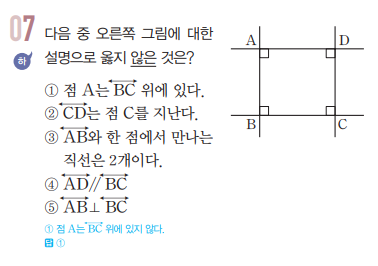 07
하
다음 중 오른쪽 그림에 대한
설명으로 옳지 않은 것은?
① 점 A는 BC 위에 있다.
② CD는 점 C를 지난다.
③ AB와 한 점에서 만나는
직선은 2개이다.
④ AD // BC
⑤ AB ⊥ BC
① 점 A는 BC 위에 있지 않다.
답 ①
A D
B C